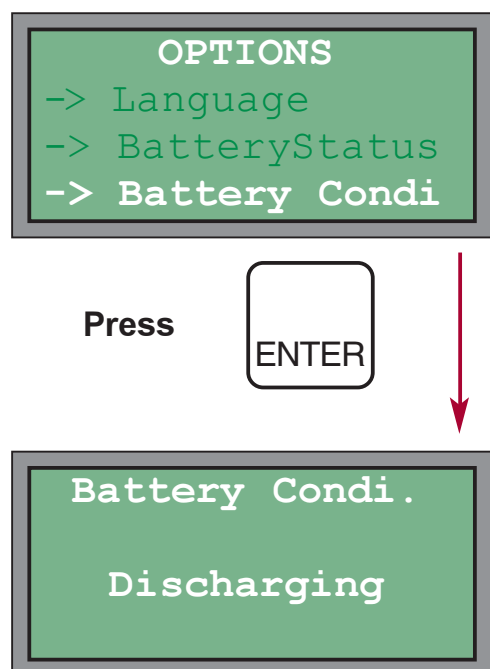 OPTIONS
-> Language
-> BatteryStatus
-> Battery Condi
Press
ENTER
Battery Condi.
Discharging